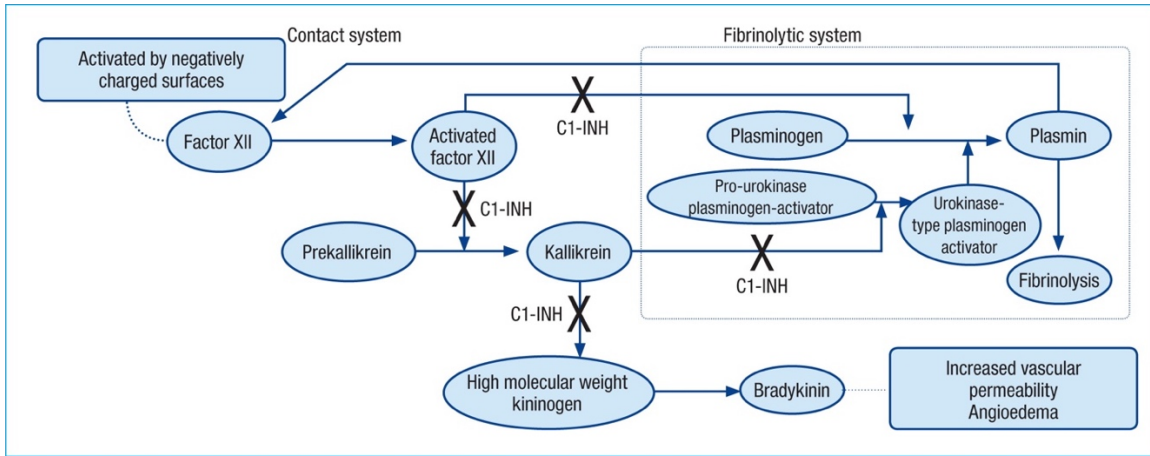 Contact system
Fibrinolytic system
Activated by negatively
charged surfaces
C1-INH
Factor XII
Activated
factor XII
Plasminogen
Plasmin
Pro-urokinase
plasminogen-activator
C1-INH
Urokinase-
type plasminogen
activator
Prekallikrein
Kallikrein
C1-INH
Fibrinolysis
C1-INH
High molecular weight
kininogen
Bradykinin
Increased vascular
permeability
Angioedema